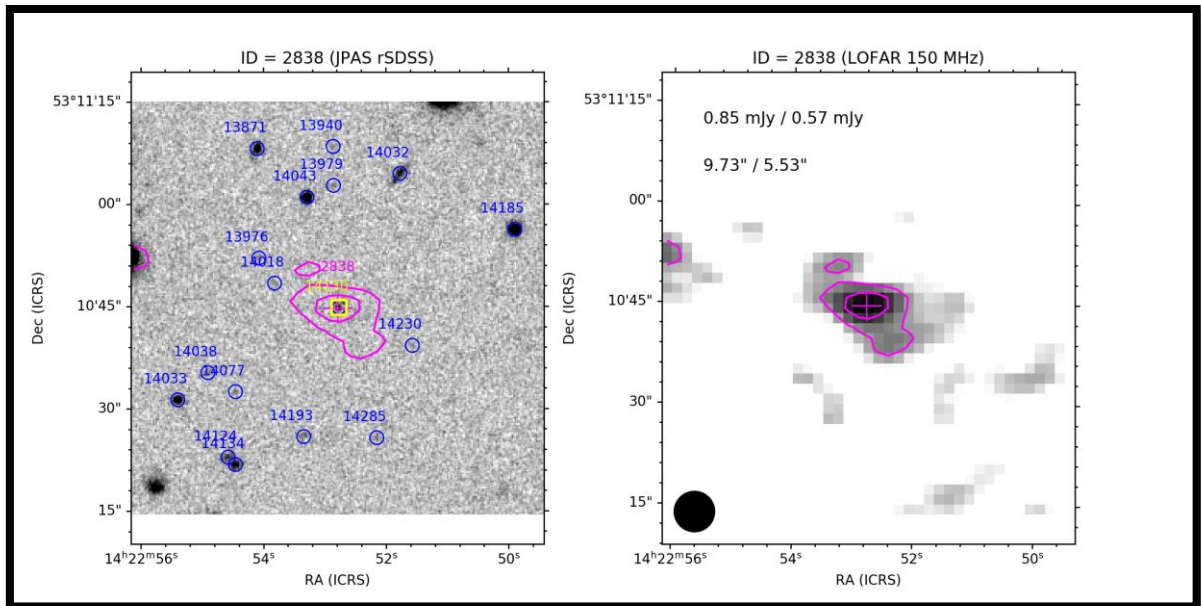 ID = 2838 (JPAS rSDSS)
53°11'15"
00"
10'45"
30"
15"
Dec (ICRS)
14ʰ22ᵐ56ˢ
54ˢ
52ˢ
50ˢ
RA (ICRS)
13871
13940
13979
14032
14043
14185
13976
14018
2838
14230
14038
14077
14033
14193
14285
14124
14134
ID = 2838 (LOFAR 150 MHz)
0.85 mJy / 0.57 mJy
9.73" / 5.53"
53°11'15"
00"
10'45"
30"
15"
Dec (ICRS)
14ʰ22ᵐ56ˢ
54ˢ
52ˢ
50ˢ
RA (ICRS)